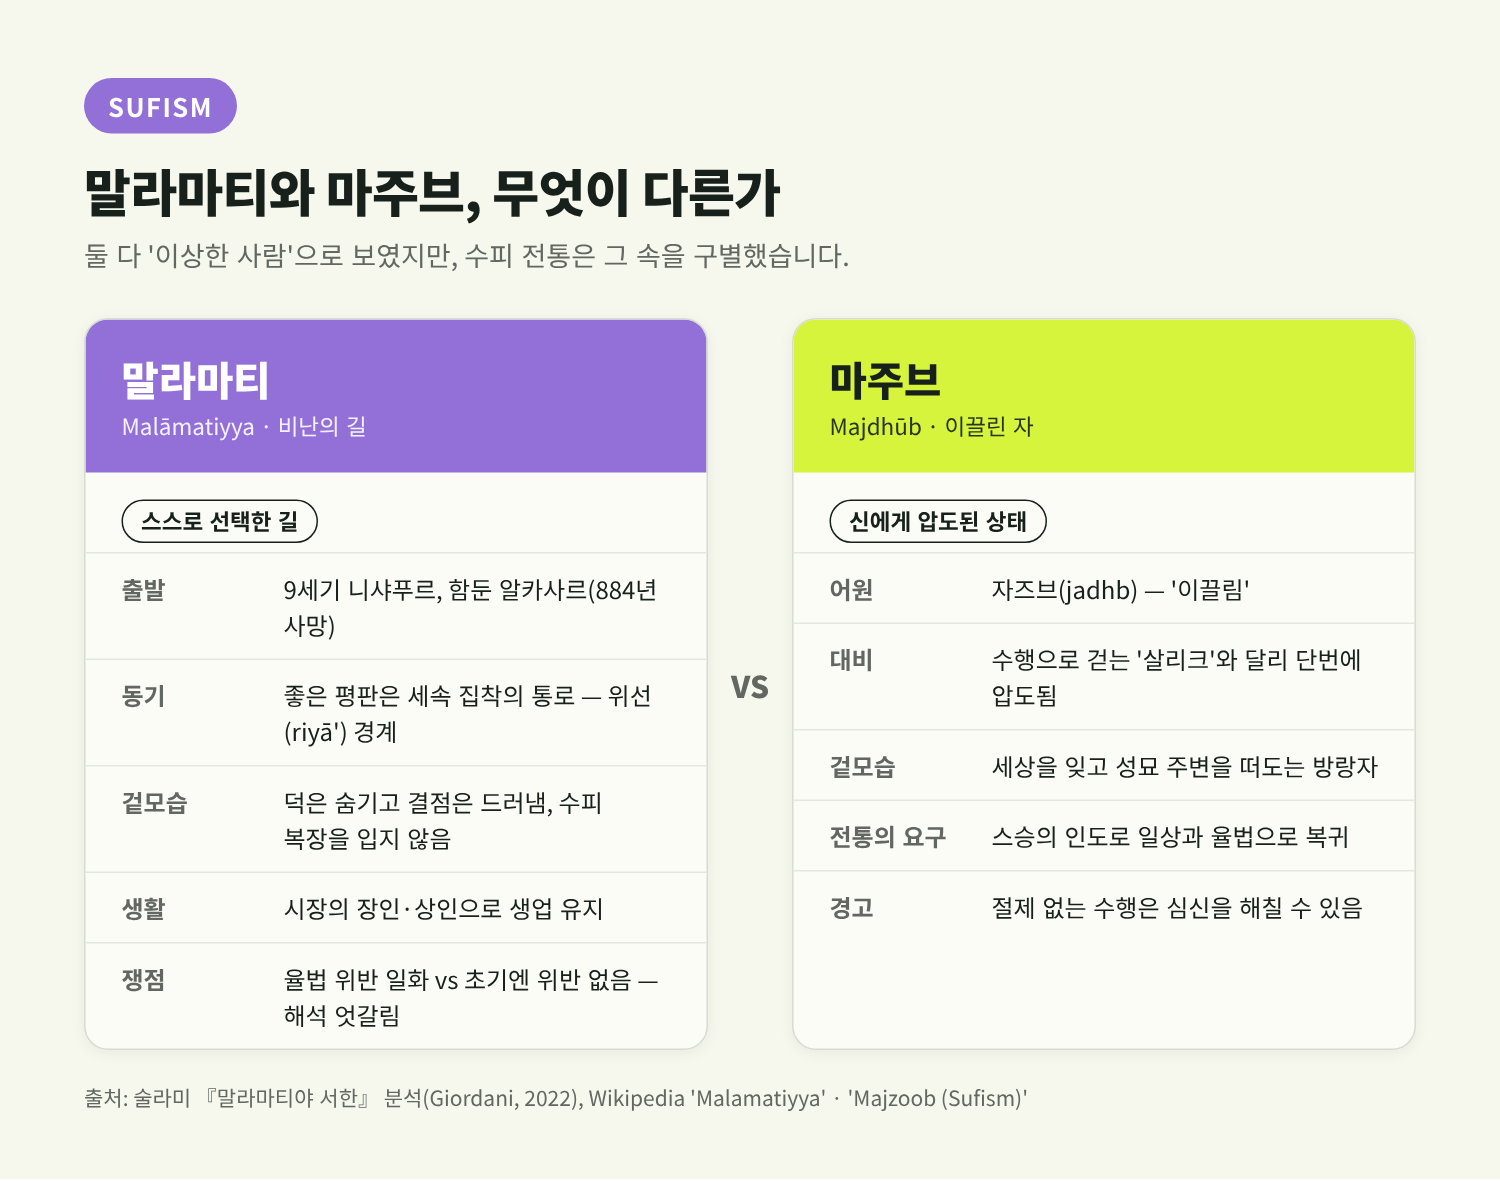 SUFISM
말라마티와 마주브, 무엇이 다른가
둘 다 '이상한 사람'으로 보였지만, 수피 전통은 그 속을 구별했습니다.
말라마티
Malāmatiyya · 비난의 길
스스로 선택한 길
출발
9세기 니샤푸르, 함둔 알카사르(884년
사망)
동기
좋은 평판은 세속 집착의 통로 — 위선
(riyā') 경계
겉모습
덕은 숨기고 결점은 드러냄, 수피
복장을 입지 않음
생활
시장의 장인·상인으로 생업 유지
쟁점
율법 위반 일화 vs 초기엔 위반 없음 —
해석 엇갈림
VS
마주브
Majdhūb · 이끌린 자
신에게 압도된 상태
어원
자즈브(jadhb) — '이끌림'
대비
수행으로 걷는 '살리크'와 달리 단번에
압도됨
겉모습
세상을 잊고 성묘 주변을 떠도는 방랑자
전통의 요구
스승의 인도로 일상과 율법으로 복귀
경고
절제 없는 수행은 심신을 해칠 수 있음
출처: 술라미 『말라마티야 서한』 분석(Giordani, 2022), Wikipedia 'Malamatiyya' · 'Majzoob (Sufism)'